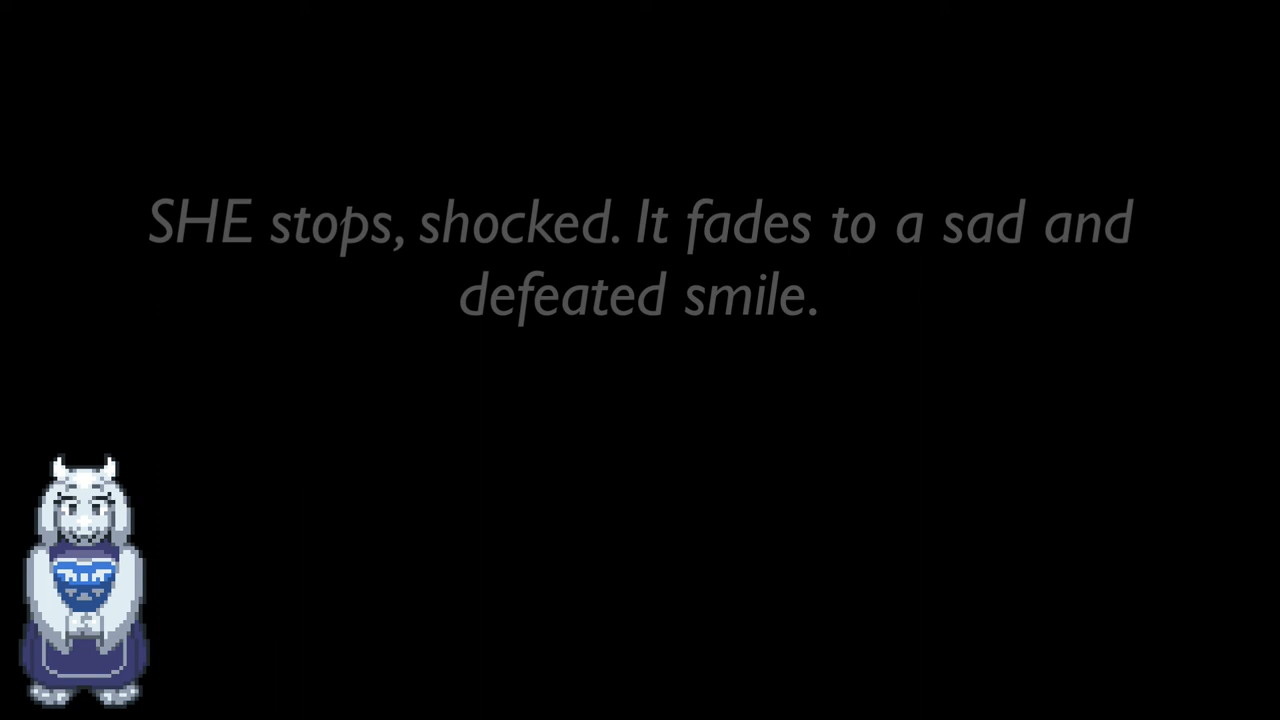 SHE stops, shocked. It fades to a sad and
defeated smile.